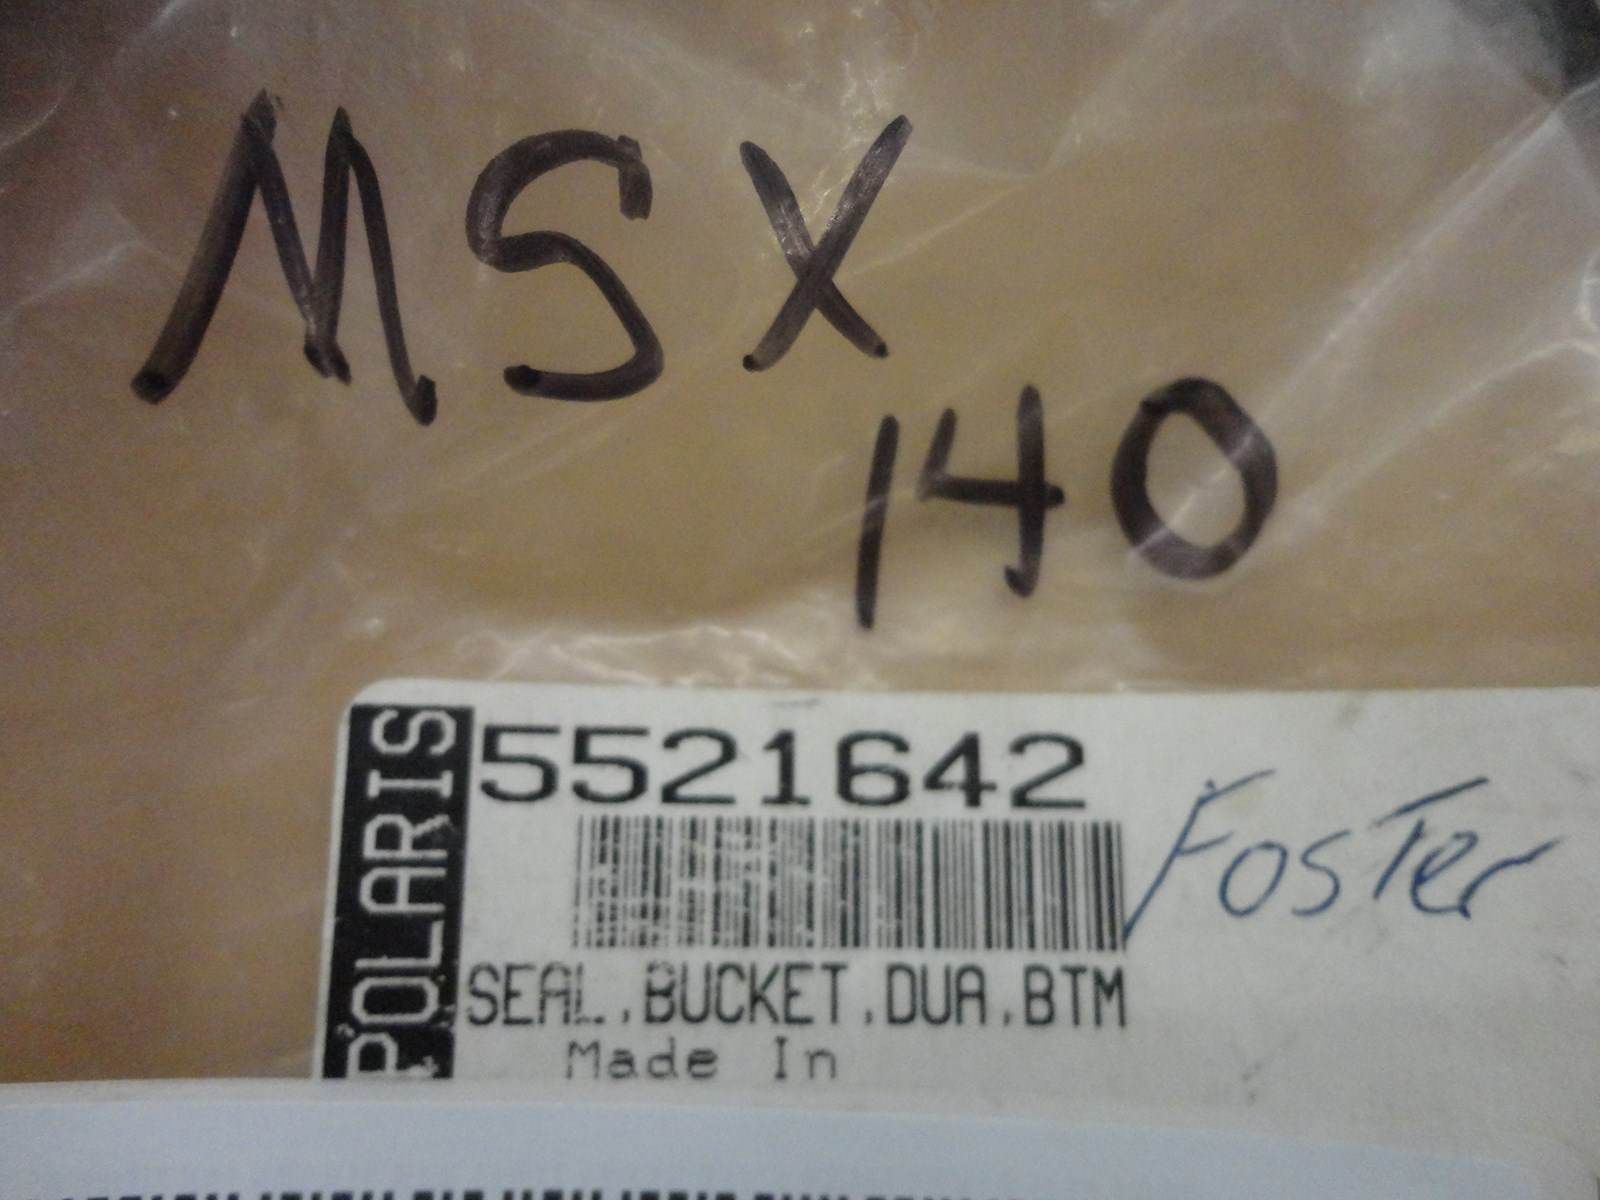 MSX
140
POLARIS
5521642
Foster
SEAL,BUCKET,DUA,BTM
Made In